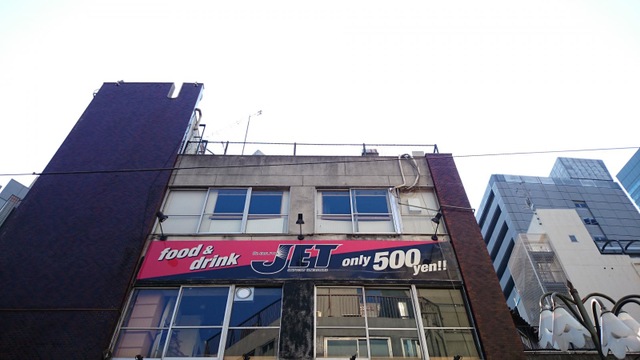 food &
drink
JET
only 500
yen!!